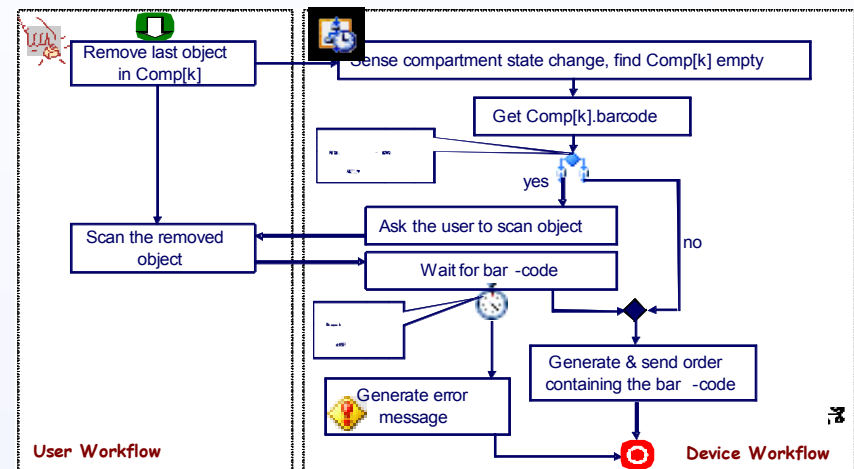 Remove last object
in Comp[k]
Sense compartment state change, find Comp[k] empty
Get Comp[k].barcode
yes
no
Ask the user to scan object
Scan the removed
object
Wait for bar -code
Generate & send order
containing the bar -code
Generate error
message
User Workflow
Device Workflow